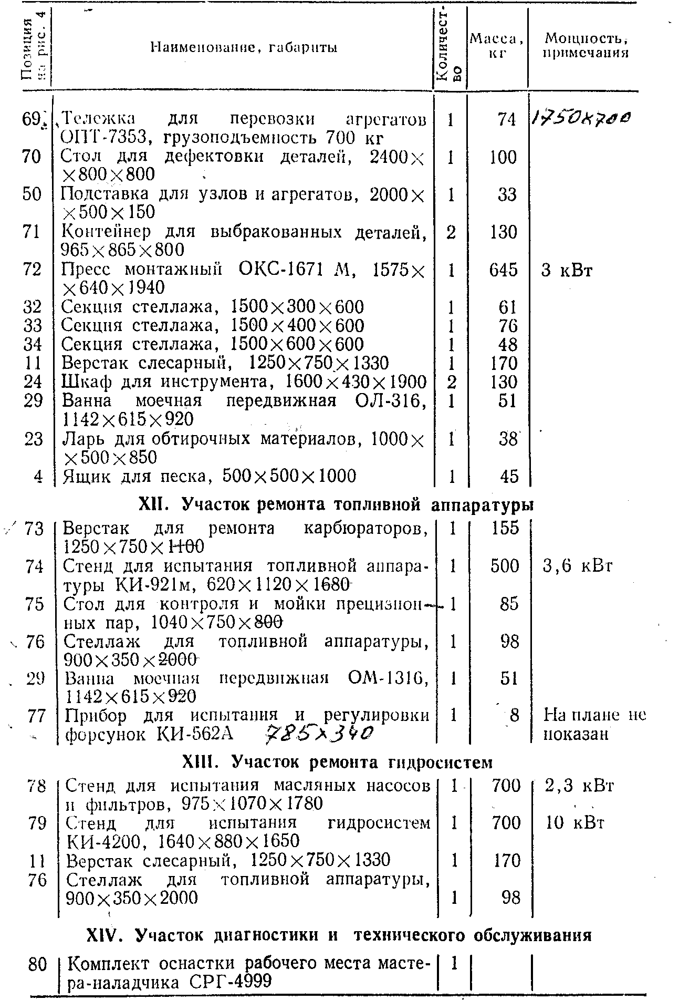 Позиция на рис. 4
Наименование, габариты
Количест-
во
Масса, кг
Мощность, примечания
69. Тележка для перевозки агрегатов 1 74 1750×700
ОПТ-7353, грузоподъемность 700 кг
70 Стол для дефектовки деталей, 2400× 1 100
×800×800
50 Подставка для узлов и агрегатов, 2000× 1 33
×500×150
71 Контейнер для выбракованных деталей, 2 130
965×865×800
72 Пресс монтажный ОКС-1671 М, 1575× 1 645 3 кВт
×640×1940
32 Секция стеллажа, 1500×300×600 1 61
33 Секция стеллажа, 1500×400×600 1 76
34 Секция стеллажа, 1500×600×600 1 48
11 Верстак слесарный, 1250×750×1330 1 170
24 Шкаф для инструмента, 1600×430×1900 2 130
29 Ванна моечная передвижная ОЛ-316, 1 51
1142×615×920
23 Ларь для обтирочных материалов, 1000× 1 38
×500×850
4 Ящик для песка, 500×500×1000 1 45
XII. Участок ремонта топливной аппаратуры
73 Верстак для ремонта карбюраторов, 1 155
1250×750×1100
74 Стенд для испытания топливной аппара- 1 500 3,6 кВт
туры КИ-921м, 620×1120×1680
75 Стол для контроля и мойки прецизион- 1 85
ных пар, 1040×750×800
76 Стеллаж для топливной аппаратуры, 1 98
900×350×2000
29 Ванна моечная передвижная ОМ-1316, 1 51
1142×615×920
77 Прибор для испытания и регулировки 1 8 На плане не
форсунок КИ-562А 785×340 показан
XIII. Участок ремонта гидросистем
78 Стенд для испытания масляных насосов 1 700 2,3 кВт
и фильтров, 975×1070×1780
79 Стенд для испытания гидросистем 1 700 10 кВт
КИ-4200, 1640×880×1650
11 Верстак слесарный, 1250×750×1330 1 170
76 Стеллаж для топливной аппаратуры,
900×350×2000 1 98
XIV. Участок диагностики и технического обслуживания
80 Комплект оснастки рабочего места масте- 1
ра-наладчика СРГ-4999